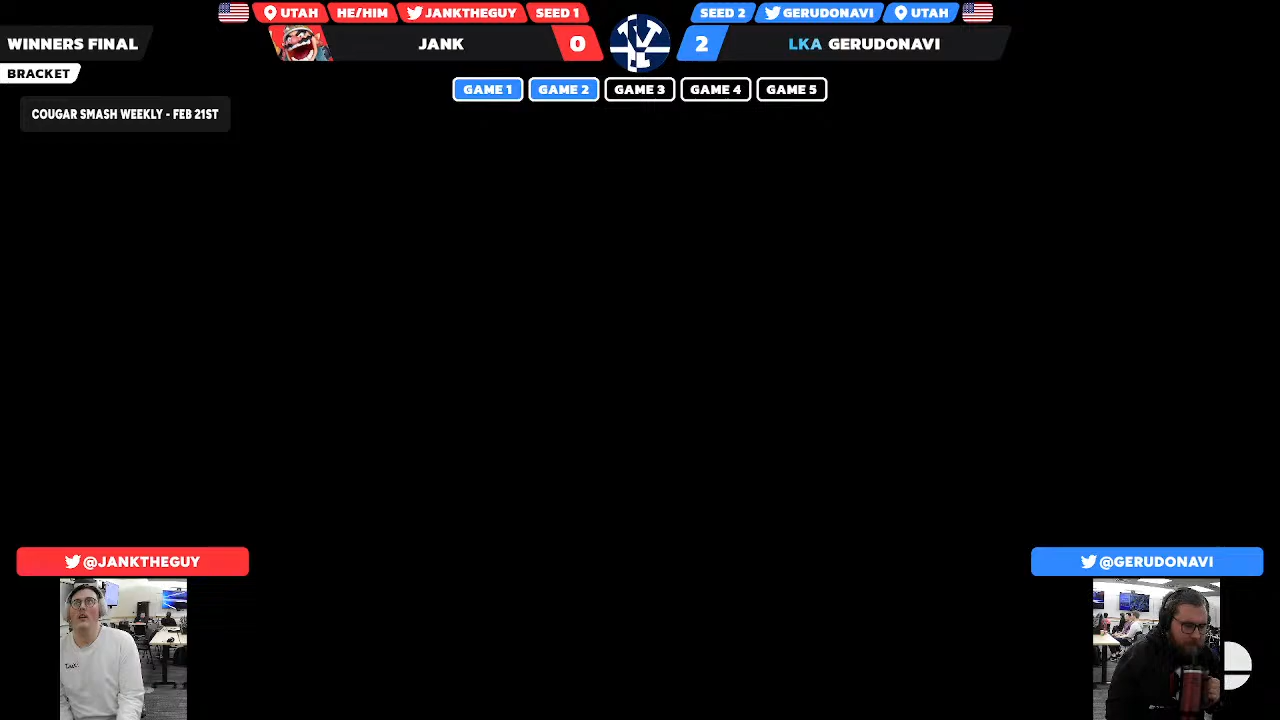 UTAH HE/HIM JANKTHEGUY SEED 1 SEED 2 GERUDONAVI UTAH
WINNERS FINAL JANK 0 2 LKA GERUDONAVI
BRACKET
GAME 1 GAME 2 GAME 3 GAME 4 GAME 5
COUGAR SMASH WEEKLY - FEB 21ST
@JANKTHEGUY @GERUDONAVI